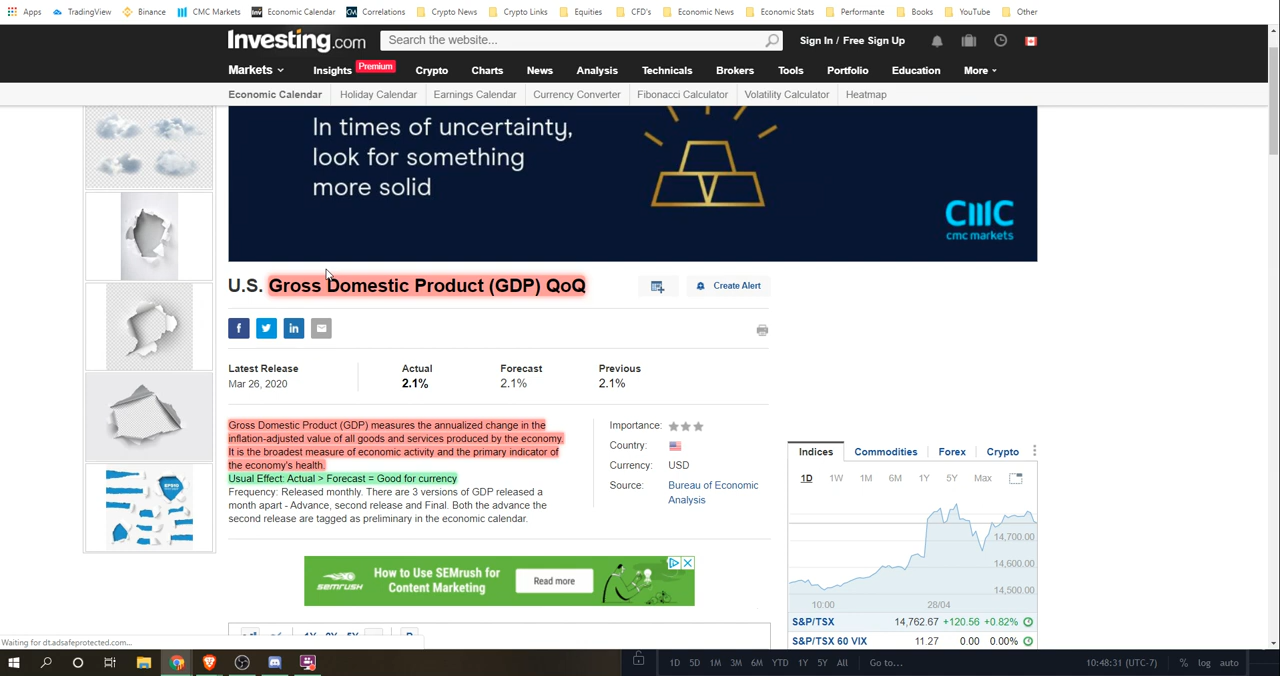 Apps TradingView Binance CMC Markets Economic Calendar Correlations Crypto News Crypto Links Equities CFD's Economic News Economic Stats Performante Books YouTube Other
Investing.com Search the website... Sign In / Free Sign Up
Markets Insights Premium Crypto Charts News Analysis Technicals Brokers Tools Portfolio Education More
Economic Calendar Holiday Calendar Earnings Calendar Currency Converter Fibonacci Calculator Volatility Calculator Heatmap
In times of uncertainty,
look for something
more solid
cmc markets
U.S. Gross Domestic Product (GDP) QoQ
Create Alert
Latest Release Actual Forecast Previous
Mar 26, 2020 2.1% 2.1% 2.1%
Gross Domestic Product (GDP) measures the annualized change in the
inflation-adjusted value of all goods and services produced by the economy.
It is the broadest measure of economic activity and the primary indicator of
the economy's health.
Usual Effect: Actual > Forecast = Good for currency
Frequency: Released monthly. There are 3 versions of GDP released a
month apart - Advance, second release and Final. Both the advance the
second release are tagged as preliminary in the economic calendar.
Importance:
Country:
Currency: USD
Source: Bureau of Economic
Analysis
Indices Commodities Forex Crypto
1D 1W 1M 6M 1Y 5Y Max
14,700.00
14,600.00
14,500.00
10:00 28/04
S&P/TSX 14,762.67 +120.56 +0.82%
S&P/TSX 60 VIX 11.27 0.00 0.00%
SEMRUSH
How to Use SEMrush for
Content Marketing
Read more
Waiting for dt.adsafeprotected.com...
1D 5D 1M 3M 6M YTD 1Y 5Y All Go to... 10:48:31 (UTC-7) % log auto